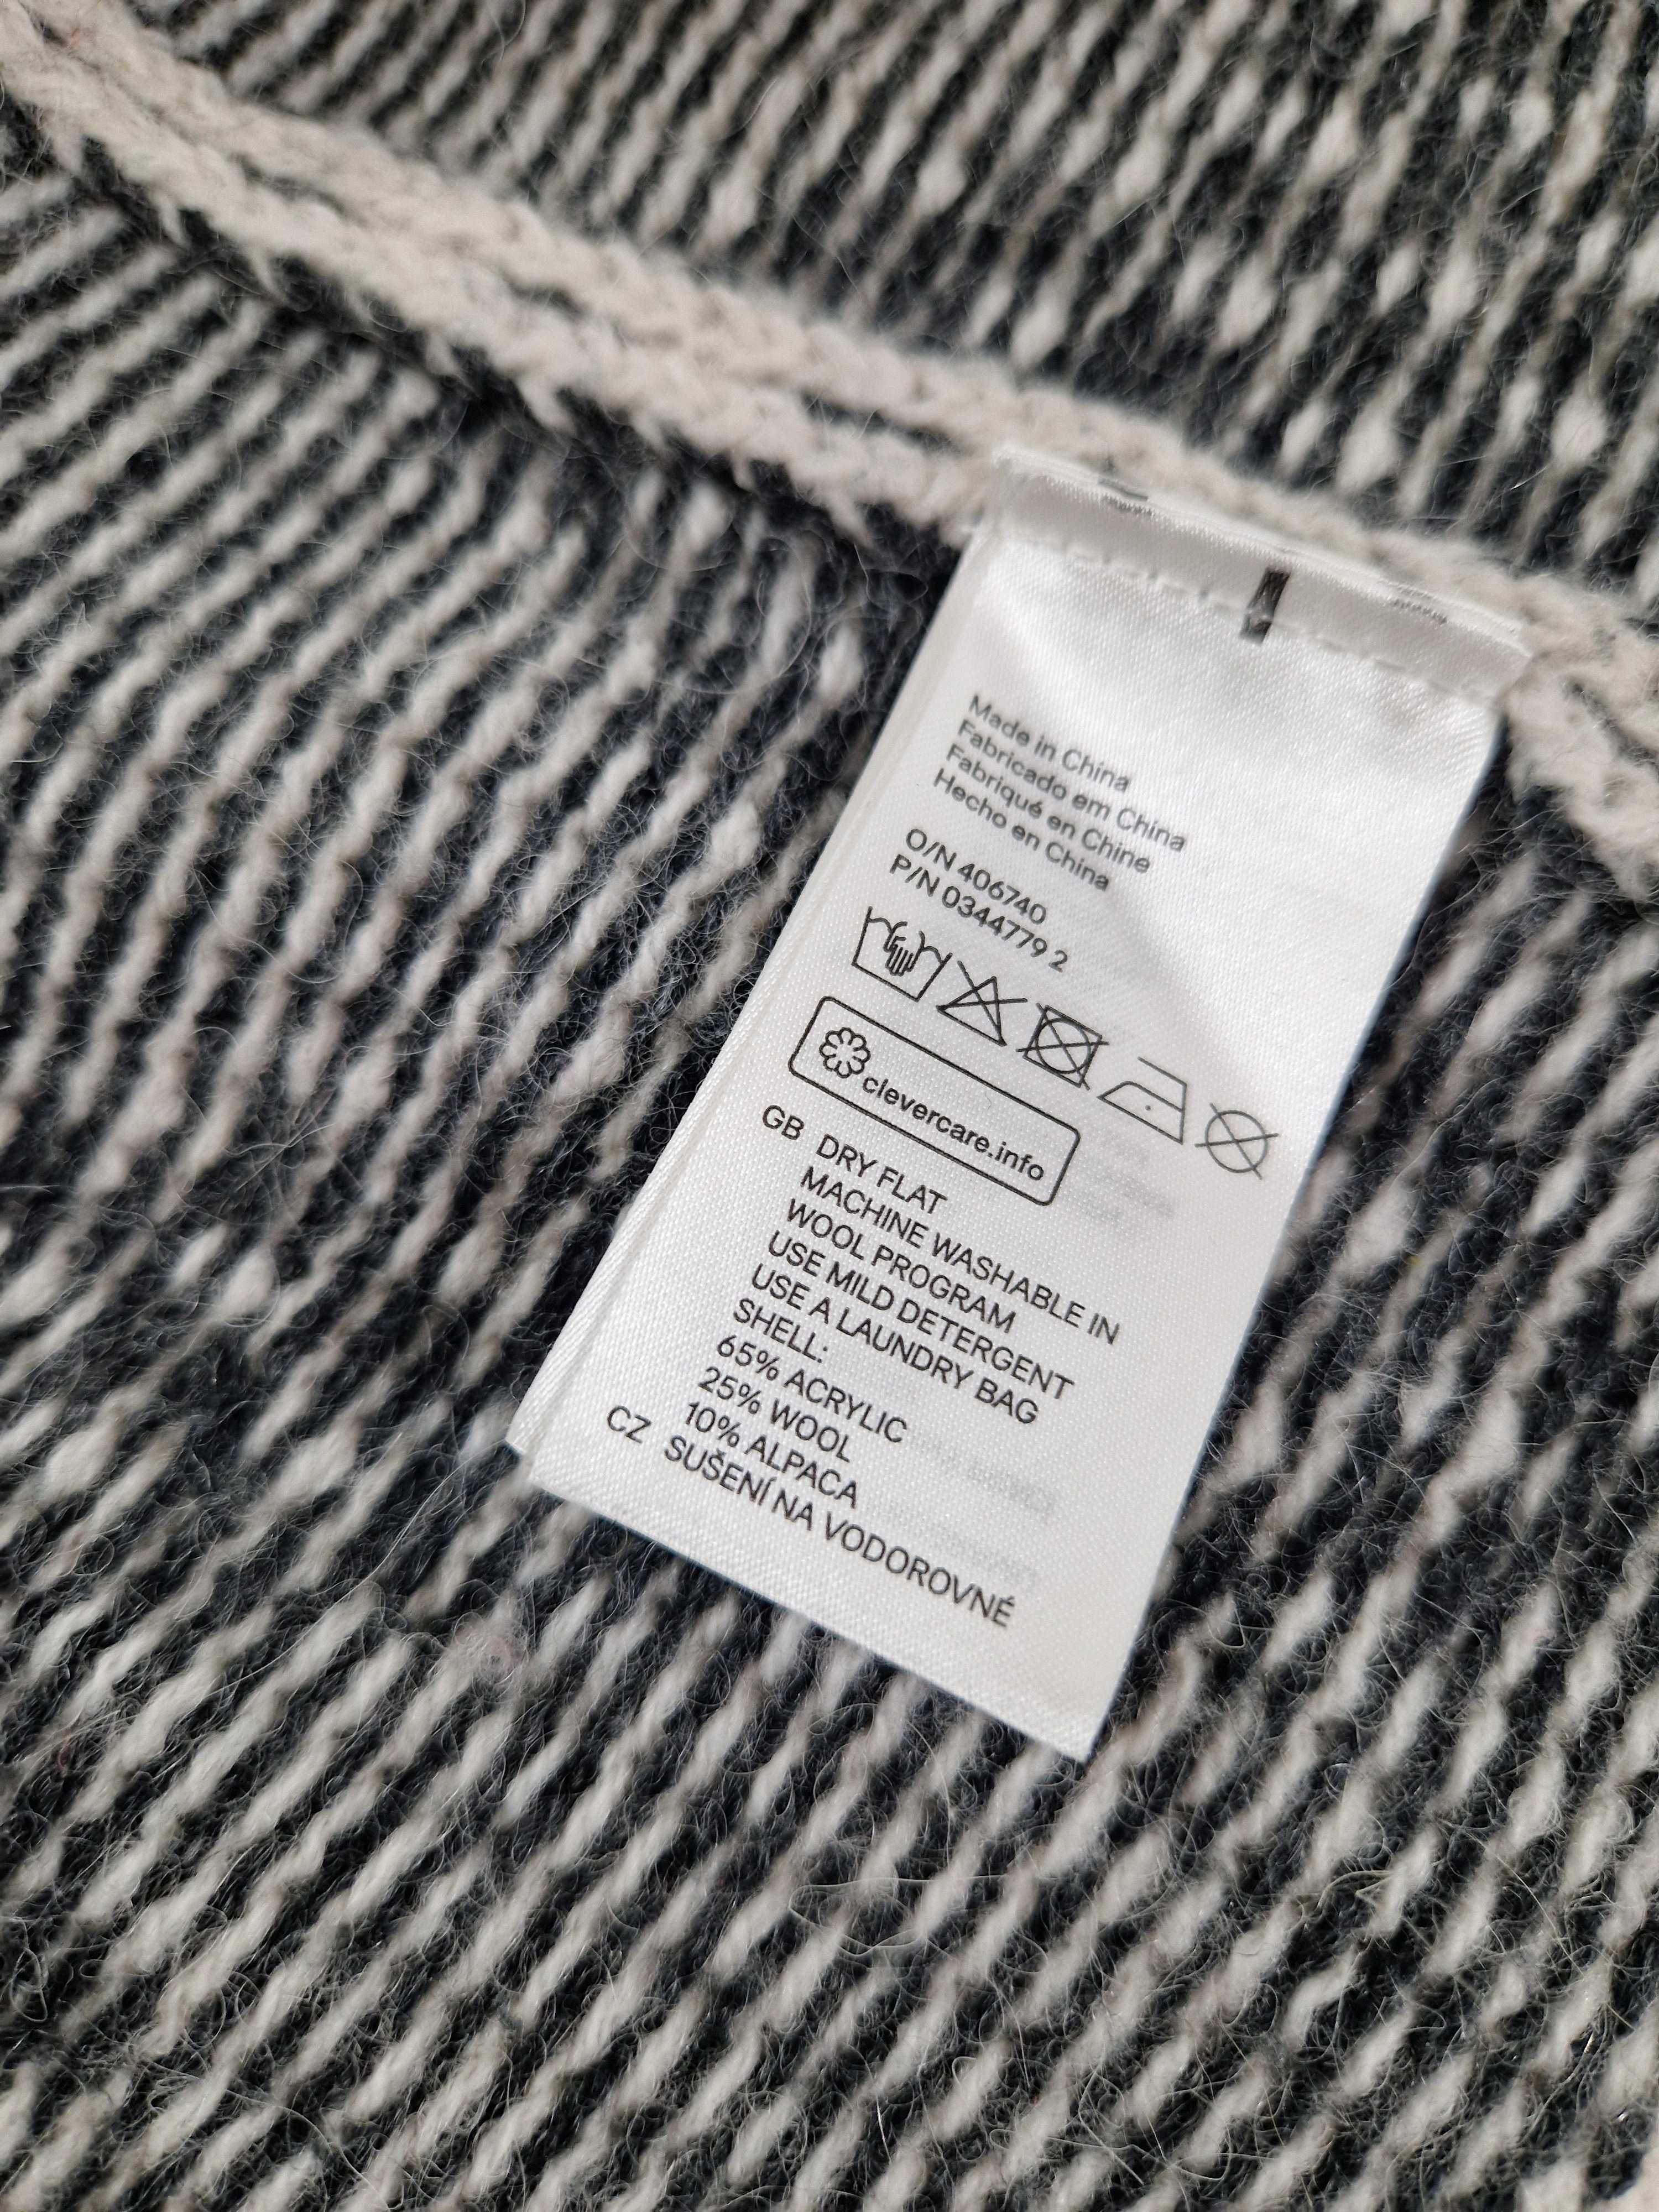 Made in China
Fabricado em China
Fabriqué en Chine
Hecho en China
O/N 406740
P/N 0344779 2
clevercare.info
GB DRY FLAT
MACHINE WASHABLE IN
WOOL PROGRAM
USE MILD DETERGENT
USE A LAUNDRY BAG
SHELL:
65% ACRYLIC
25% WOOL
10% ALPACA
CZ SUŠENÍ NA VODOROVNÉ